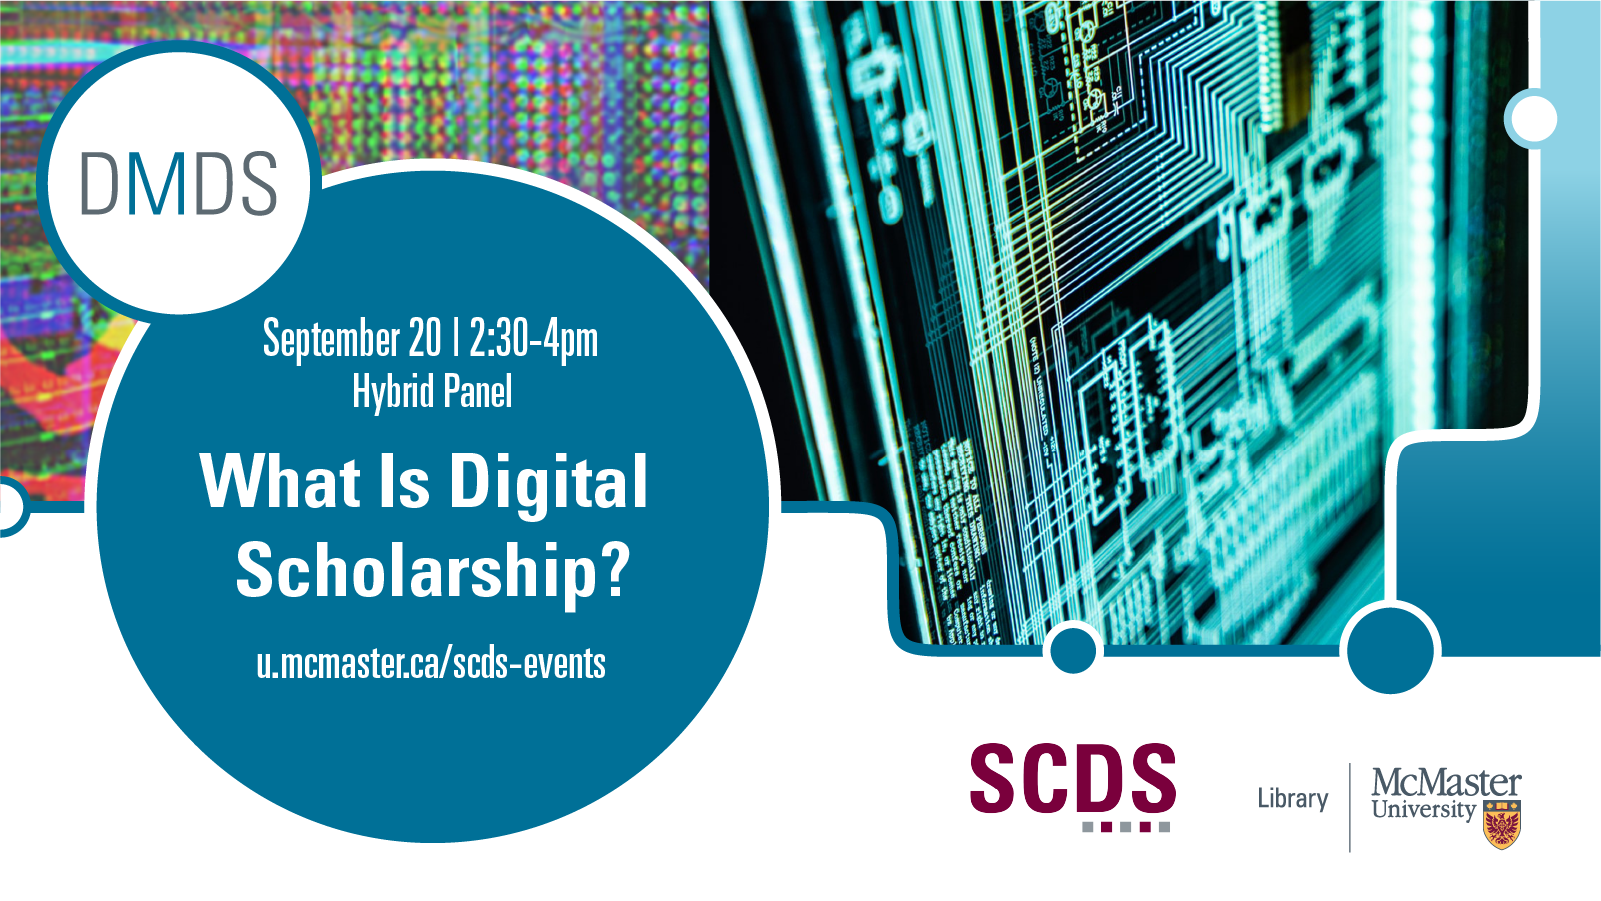 DMDS
September 20 | 2:30-4pm
Hybrid Panel
What Is Digital
Scholarship?
u.mcmaster.ca/scds-events
SCDS
Library
McMaster
University